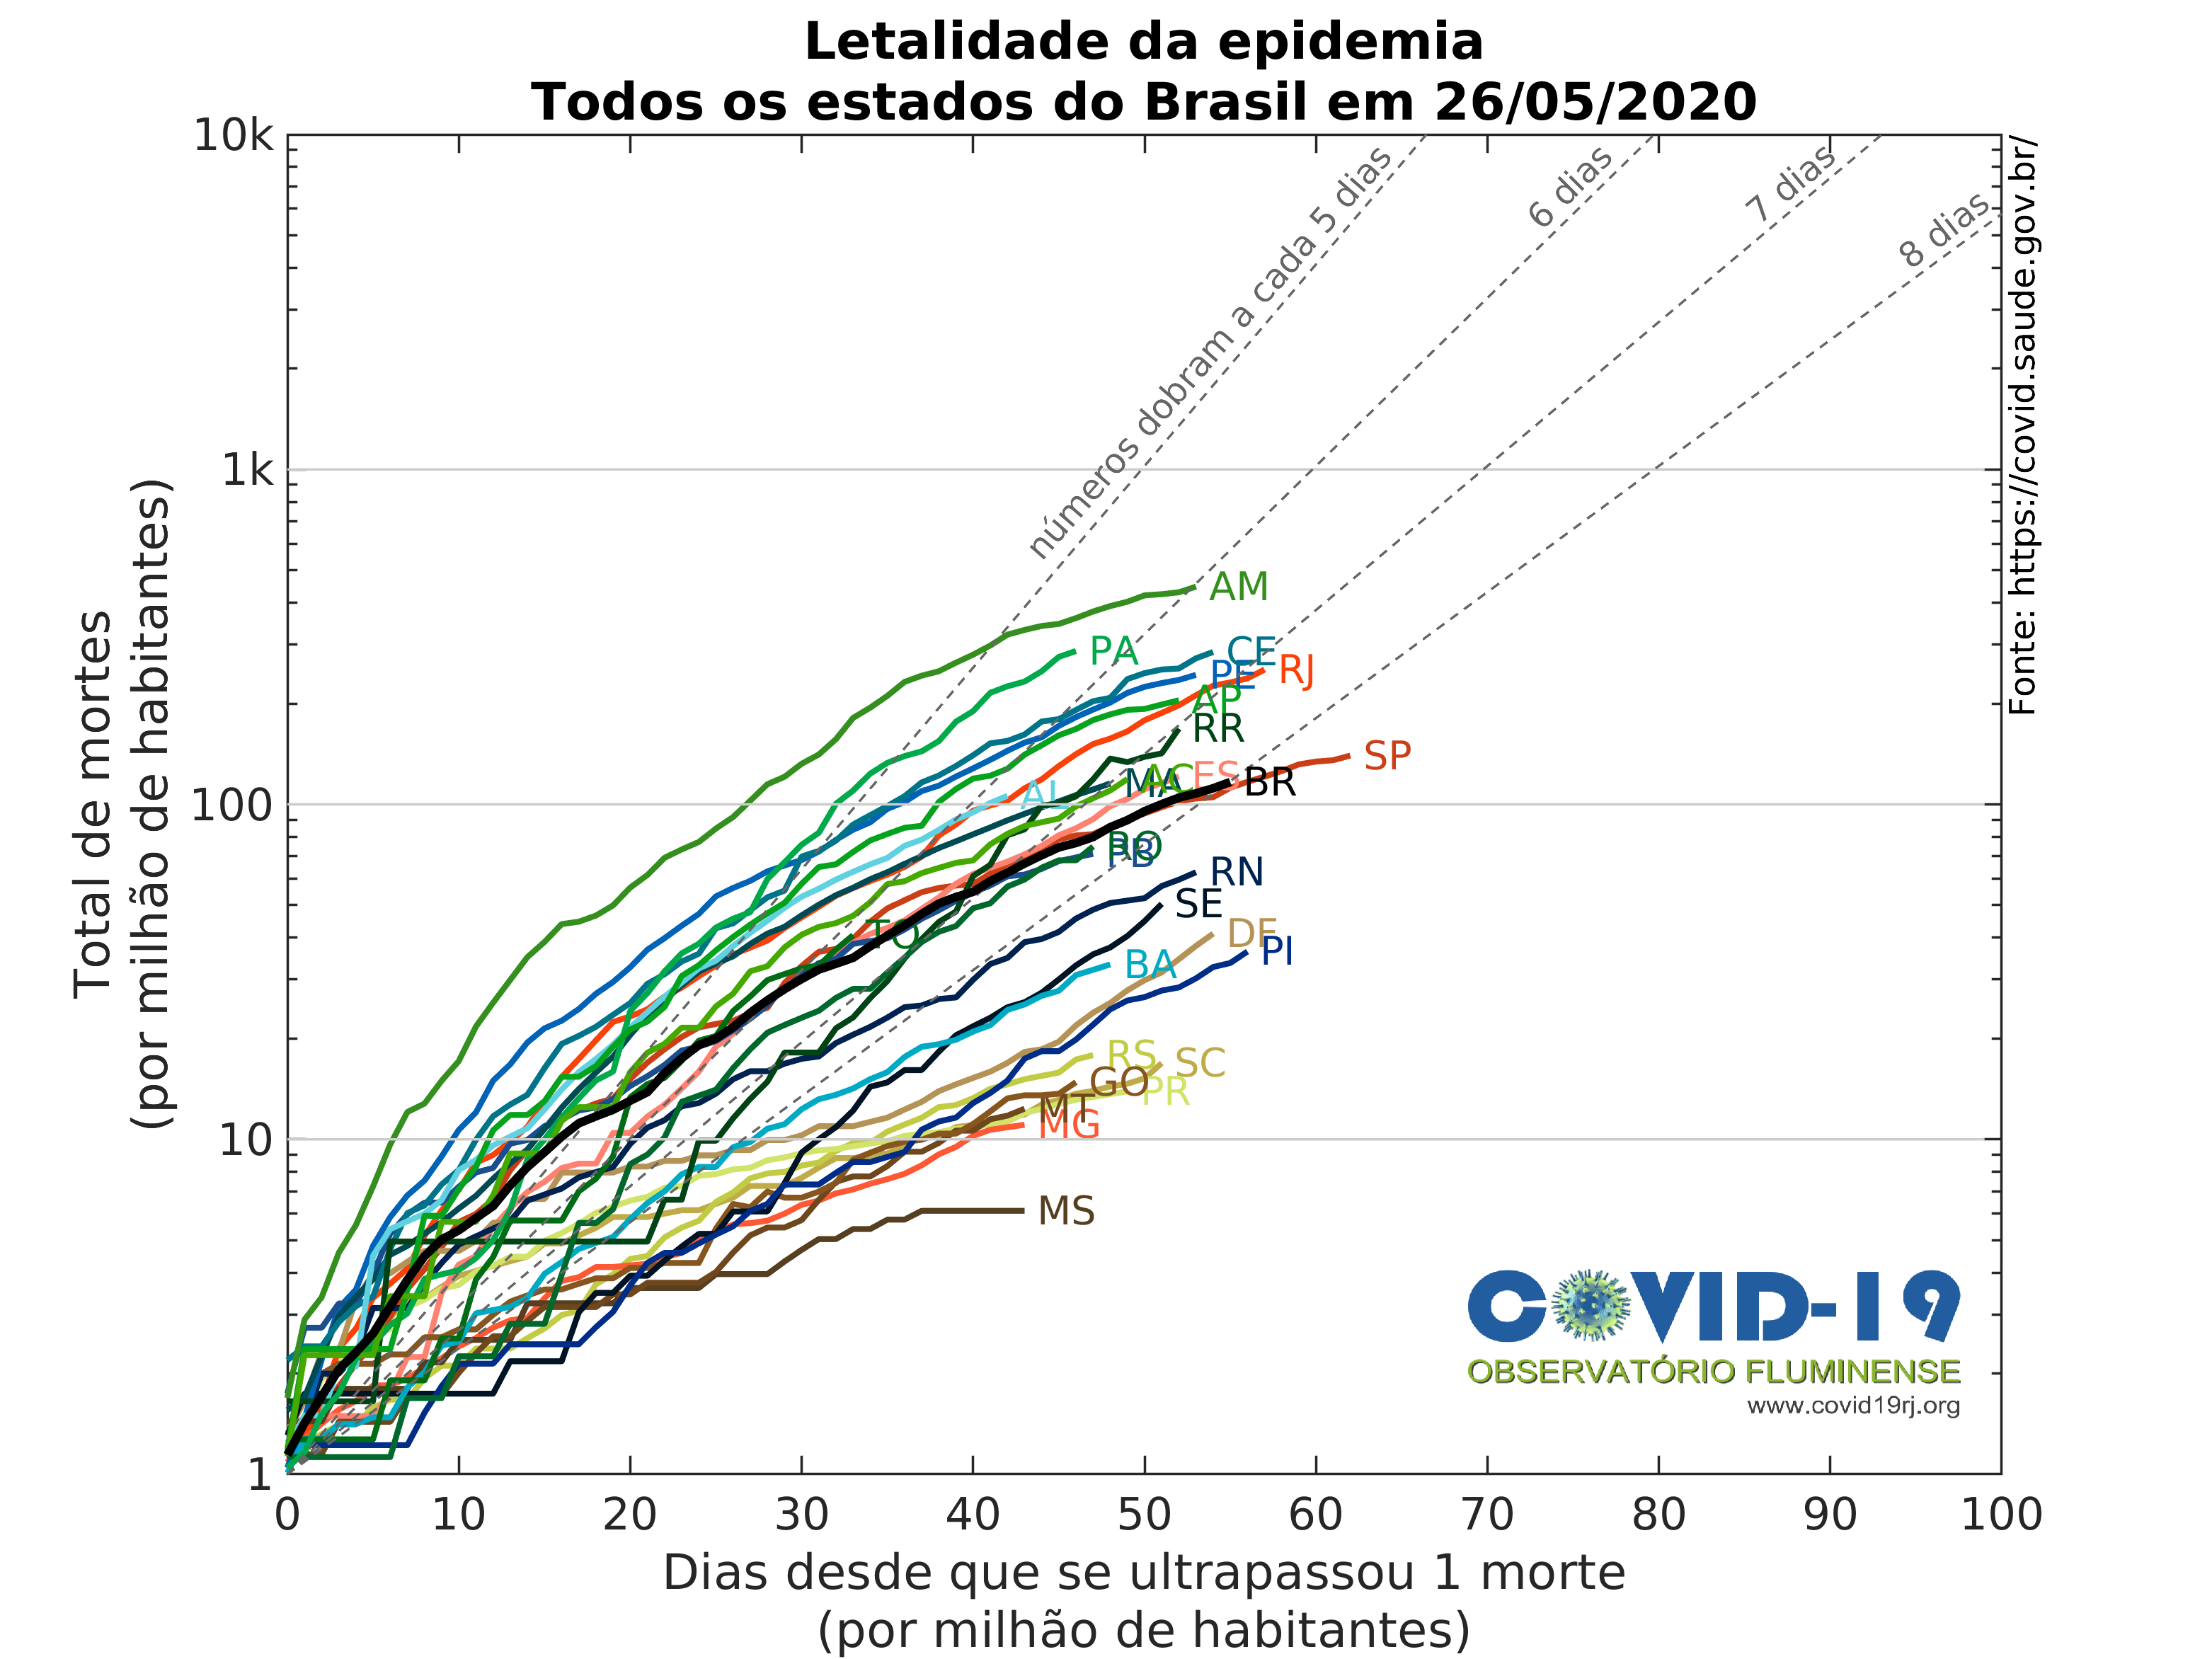 Letalidade da epidemia
Todos os estados do Brasil em 26/05/2020
Total de mortes
(por milhão de habitantes)
10k
1k
100
10
1
números dobram a cada 5 dias
6 dias
7 dias
8 dias
Fonte: https://covid.saude.gov.br/
AM
PA
CE
PE
RJ
AP
RR
SP
AL
MA
AC
ES
BR
RO
PB
RN
SE
TO
DF
PI
BA
RS
SC
GO
PR
MT
MG
MS
COVID-19
OBSERVATÓRIO FLUMINENSE
www.covid19rj.org
0 10 20 30 40 50 60 70 80 90 100
Dias desde que se ultrapassou 1 morte
(por milhão de habitantes)